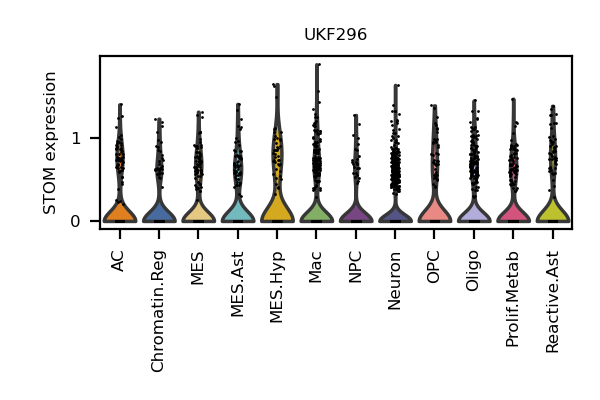 UKF296
STOM expression
1
0
AC
Chromatin.Reg
MES
MES.Ast
MES.Hyp
Mac
NPC
Neuron
OPC
Oligo
Prolif.Metab
Reactive.Ast